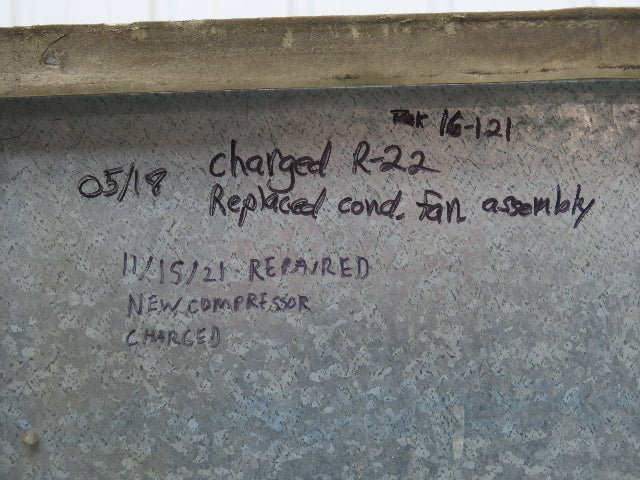 16-121
05/18 charged R-22
Replaced cond. fan assembly
11/15/21 REPAIRED
NEW COMPRESSOR
CHARGED